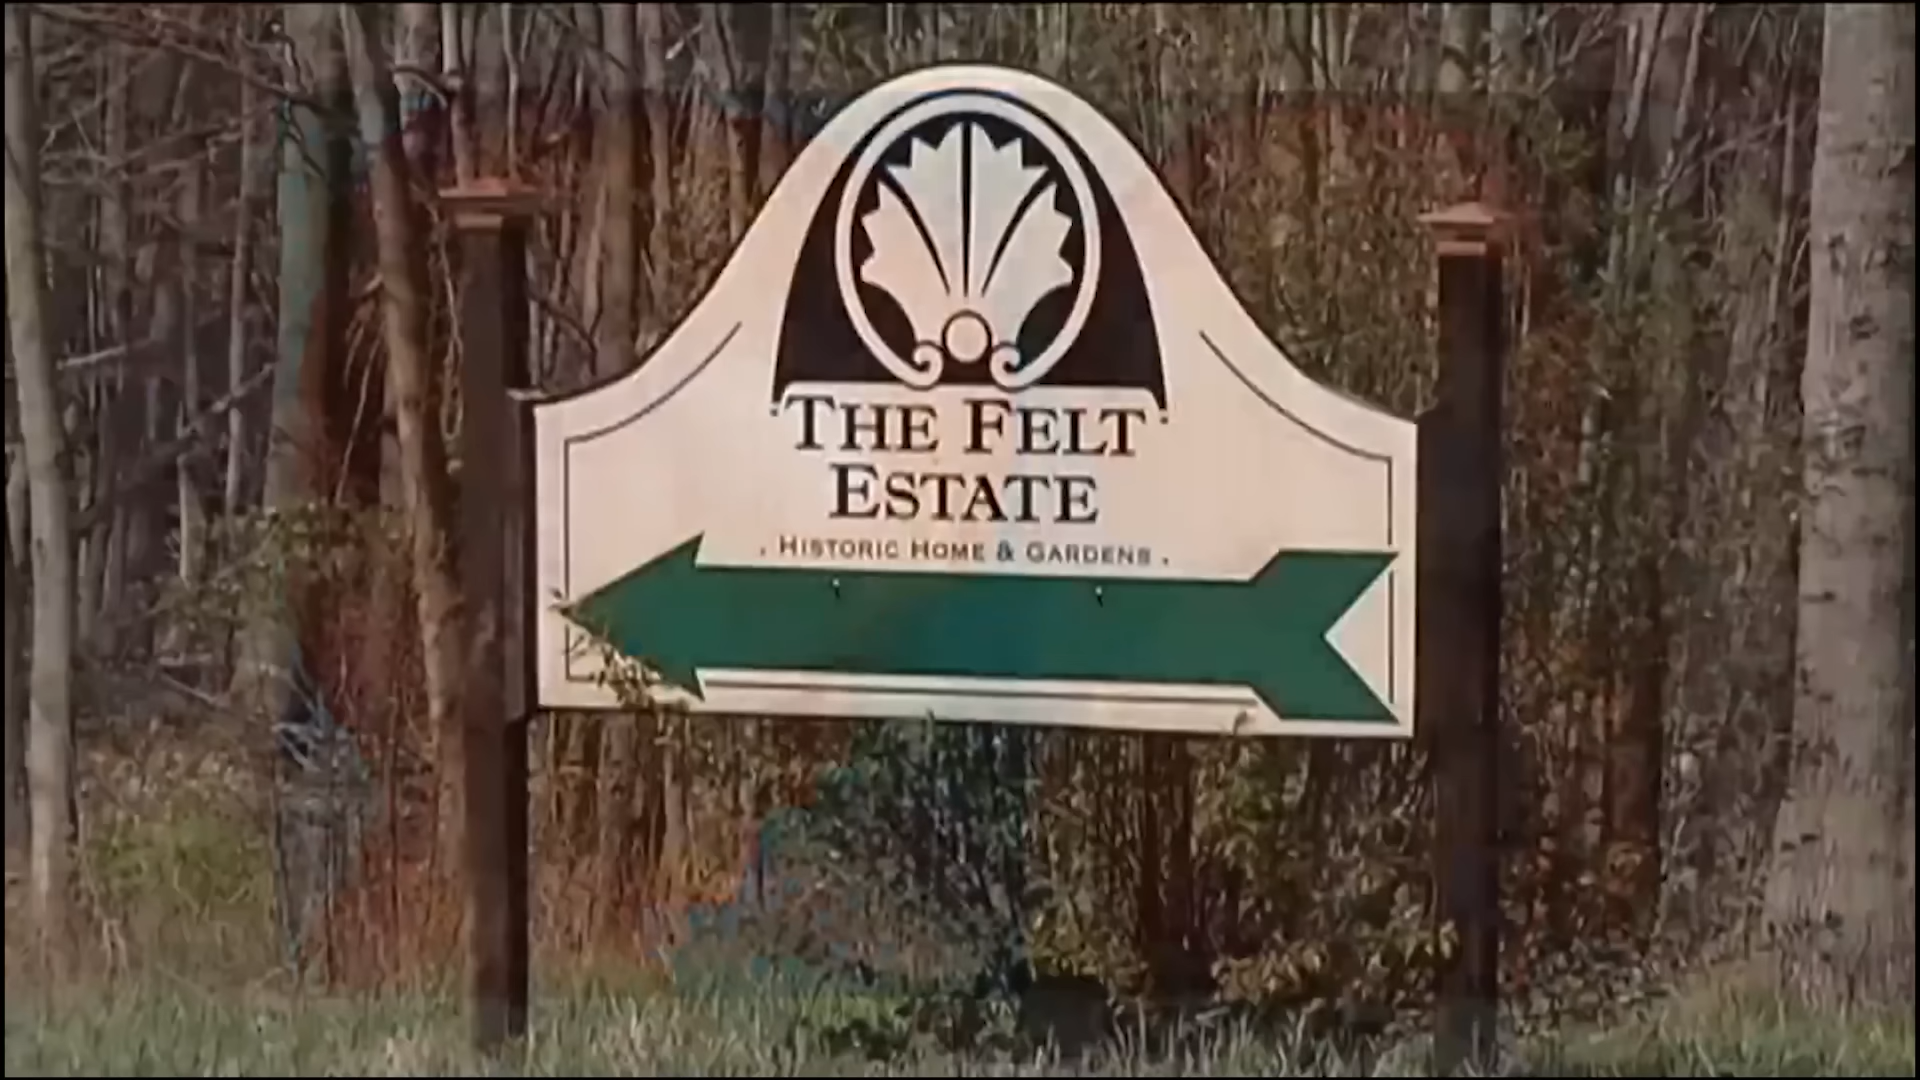 THE FELT
ESTATE
. HISTORIC HOME & GARDENS .